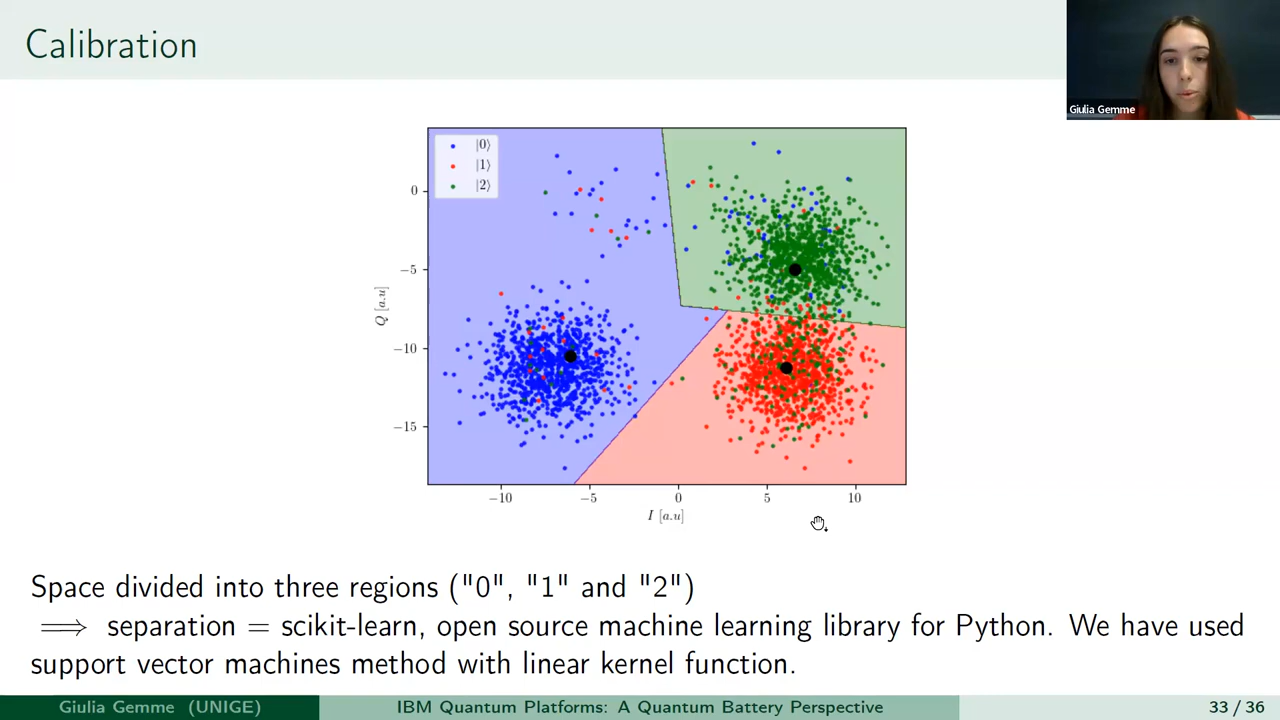 Calibration
Giulia Gemme
|0⟩
|1⟩
|2⟩
0
−5
−10
−15
Q [a.u]
−10
−5
0
5
10
I [a.u]
Space divided into three regions ("0", "1" and "2")
⟹ separation = scikit-learn, open source machine learning library for Python. We have used
support vector machines method with linear kernel function.
Giulia Gemme (UNIGE)
IBM Quantum Platforms: A Quantum Battery Perspective
33 / 36